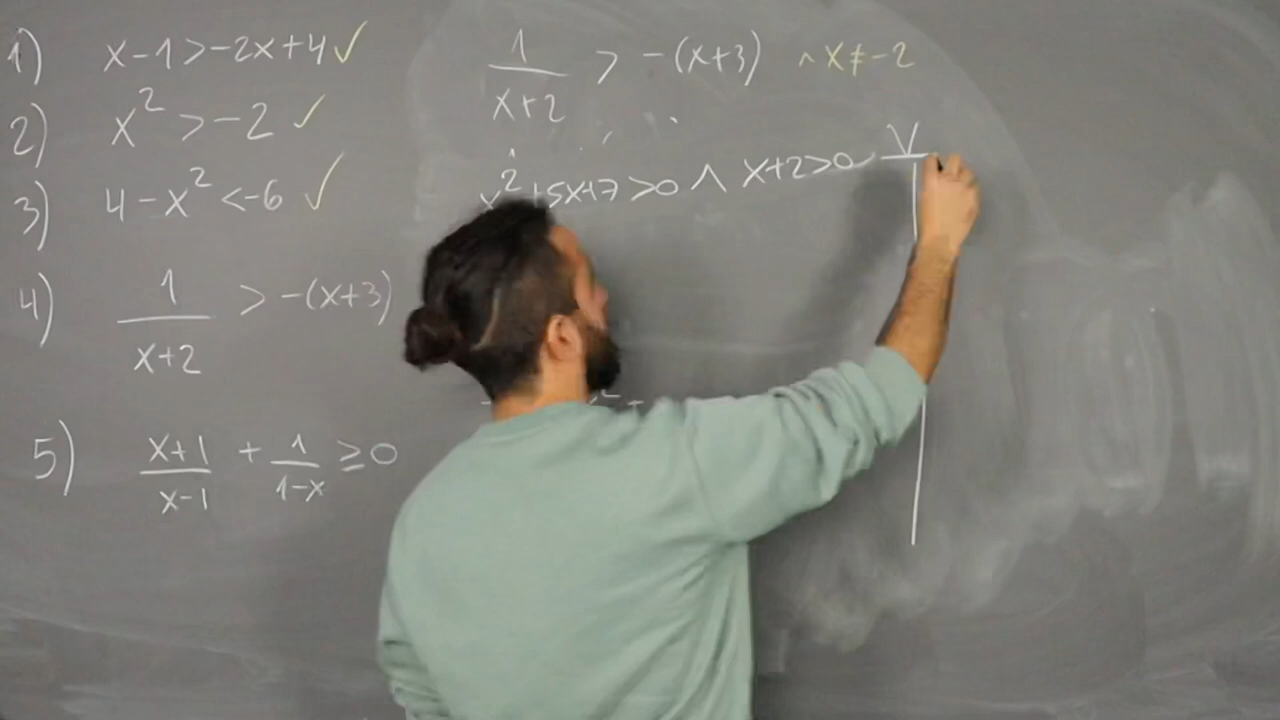 1) x-1>-2x+4✓
2) x² >-2 ✓
3) 4-x² <-6 ✓
4) 1/(x+2) > -(x+3)
5) (x+1)/(x-1) + 1/(1-x) ≥0
1/(x+2) > -(x+3) ∧x≠-2
x²+5x+7>0 ∧ x+2>0 ∨